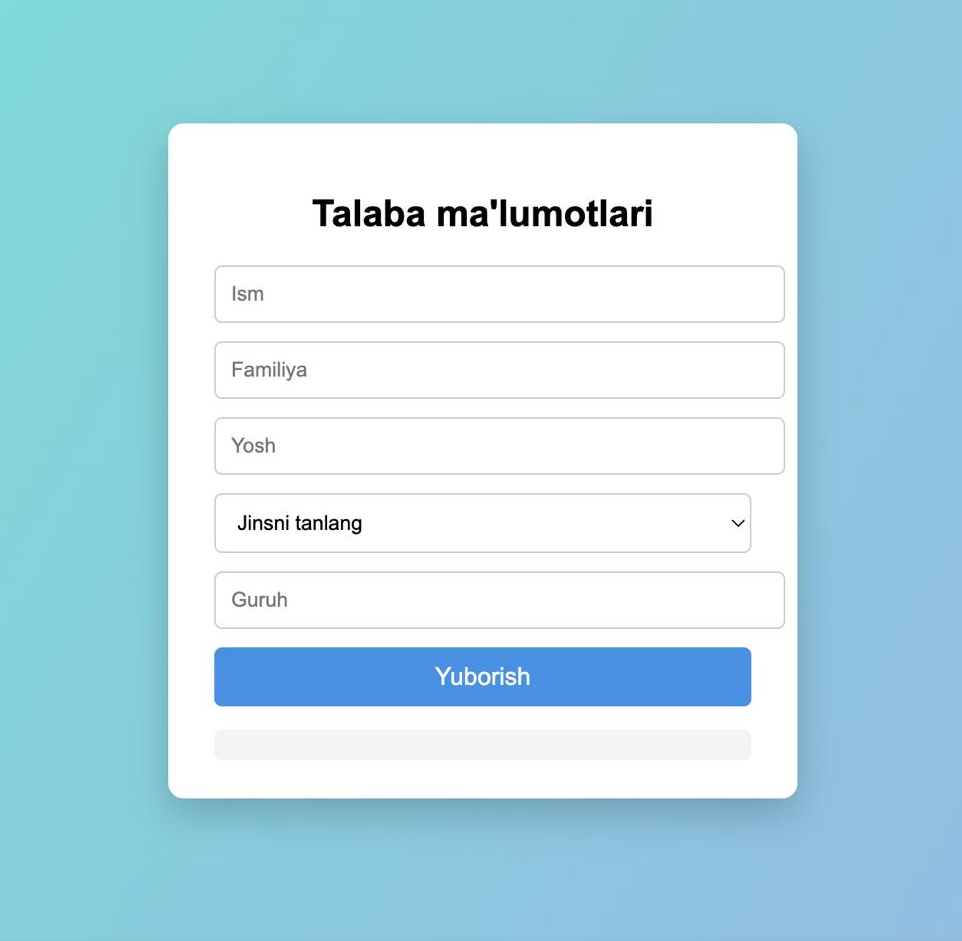 Talaba ma'lumotlari
Ism
Familiya
Yosh
Jinsni tanlang
Guruh
Yuborish